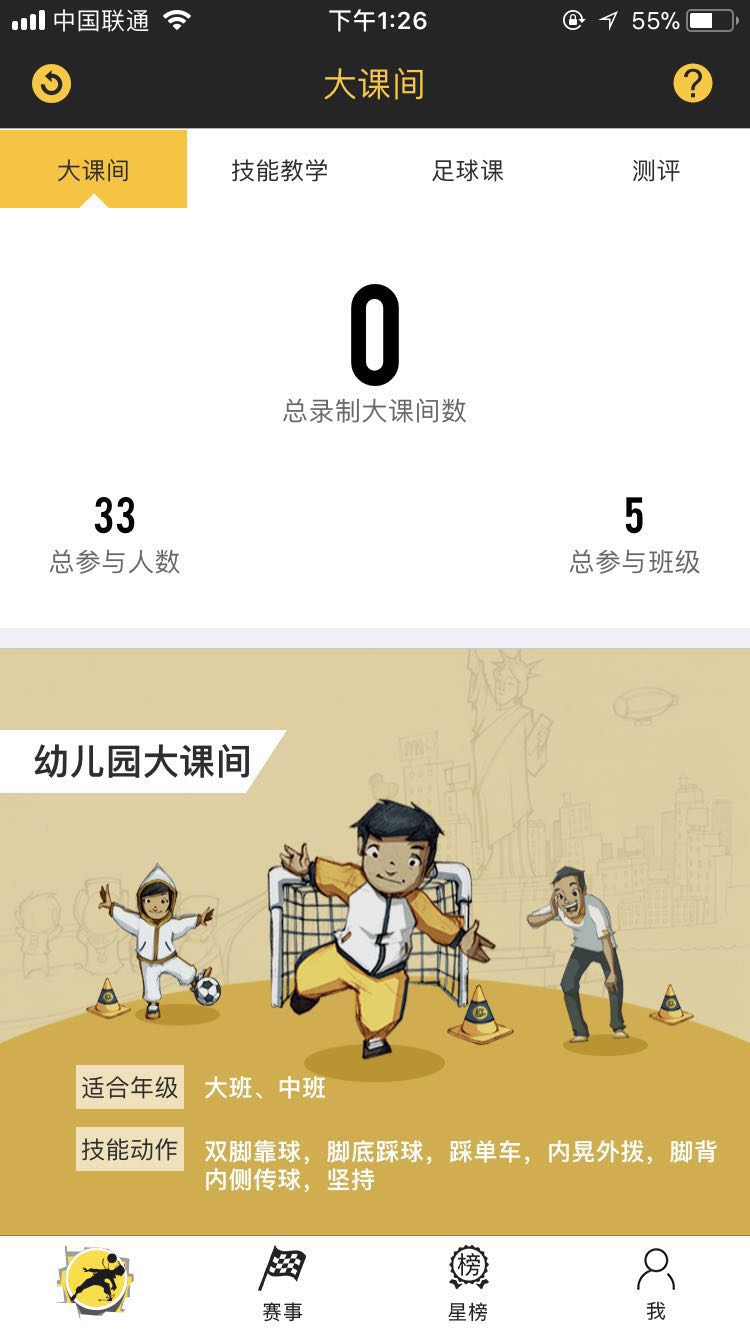 中国联通
下午1:26
55%
大课间
?
大课间
技能教学
足球课
测评
0
总录制大课间数
33
5
总参与人数
总参与班级
幼儿园大课间
适合年级
大班、中班
技能动作
双脚靠球，脚底踩球，踩单车，内晃外拨，脚背
内侧传球，坚持
榜
赛事
星榜
我